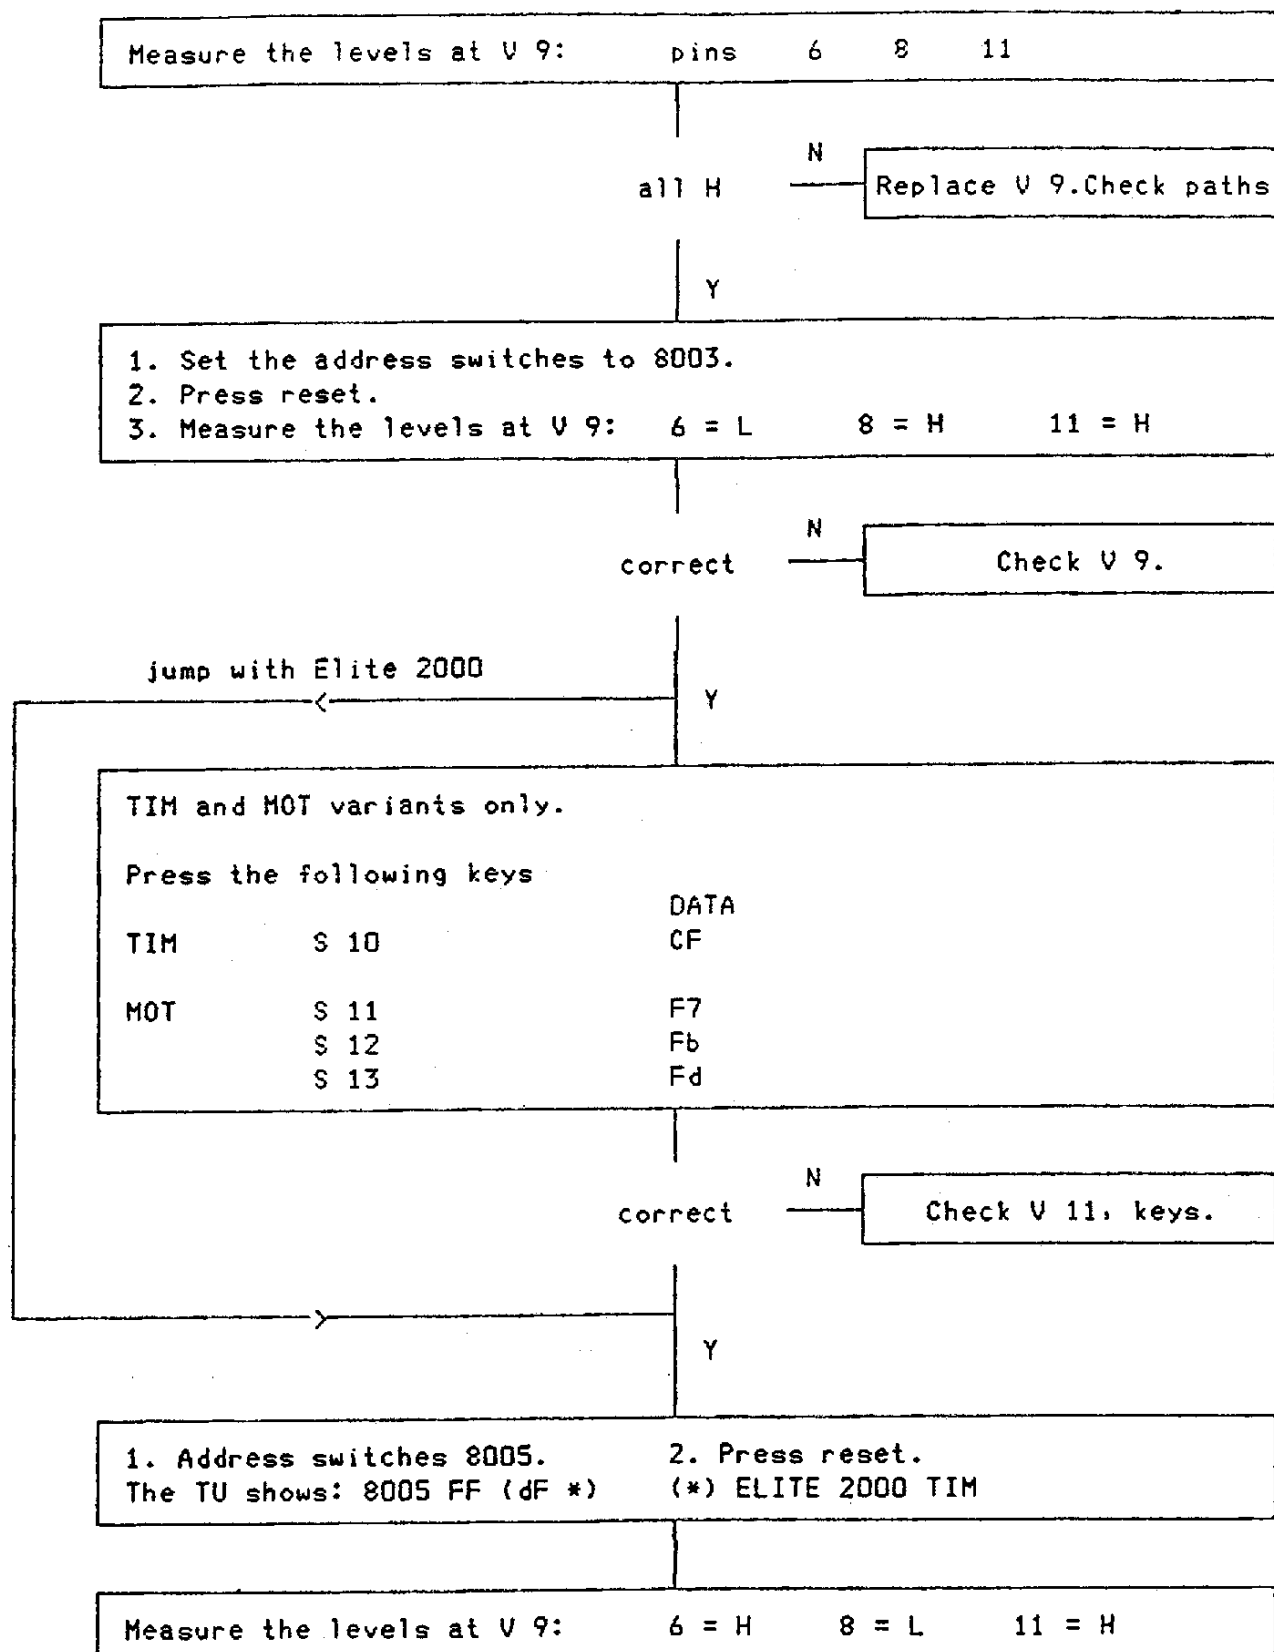 Measure the levels at V 9: pins 6 8 11
N
all H
Replace V 9.Check paths
Y
1. Set the address switches to 8003.
2. Press reset.
3. Measure the levels at V 9: 6 = L 8 = H 11 = H
N
correct
Check V 9.
jump with Elite 2000
<
Y
TIM and MOT variants only.
Press the following keys
DATA
TIM S 10 CF
MOT S 11 F7
S 12 Fb
S 13 Fd
N
correct
Check V 11, keys.
>
Y
1. Address switches 8005. 2. Press reset.
The TU shows: 8005 FF (dF *) (*) ELITE 2000 TIM
Measure the levels at V 9: 6 = H 8 = L 11 = H